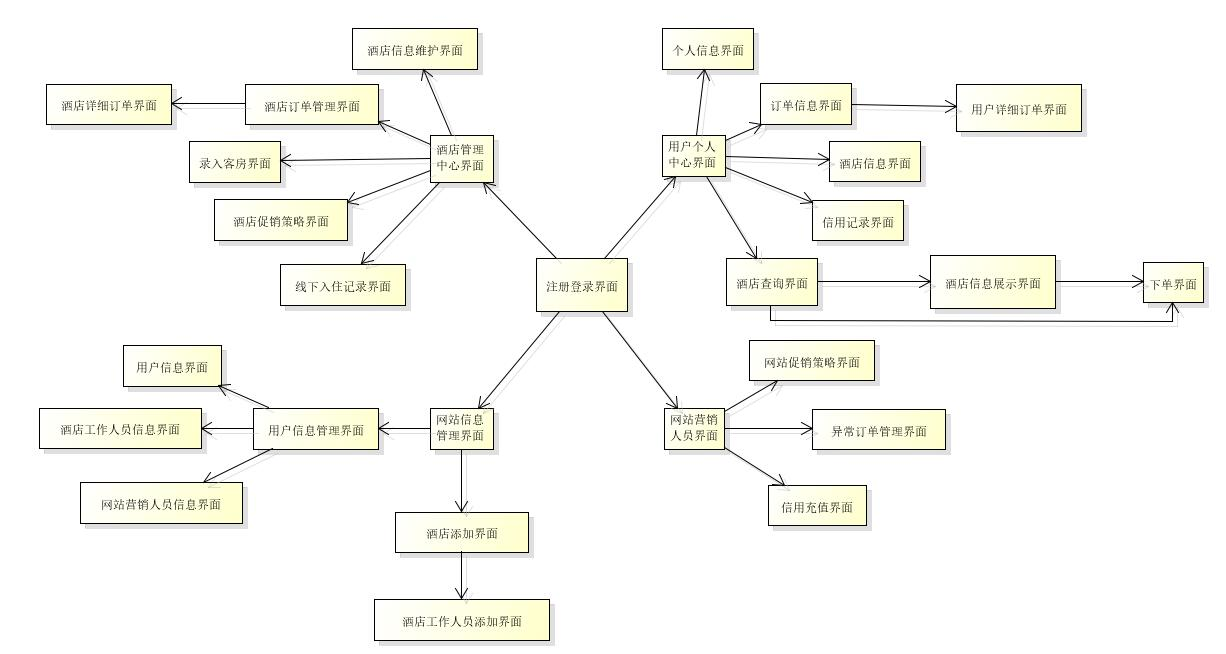 酒店信息维护界面
个人信息界面
酒店详细订单界面
酒店订单管理界面
订单信息界面
用户详细订单界面
录入客房界面
酒店管理
中心界面
用户个人
中心界面
酒店信息界面
酒店促销策略界面
信用记录界面
线下入住记录界面
注册登录界面
酒店查询界面
酒店信息展示界面
下单界面
用户信息界面
网站促销策略界面
酒店工作人员信息界面
用户信息管理界面
网站信息
管理界面
网站营销
人员界面
异常订单管理界面
网站营销人员信息界面
信用充值界面
酒店添加界面
酒店工作人员添加界面